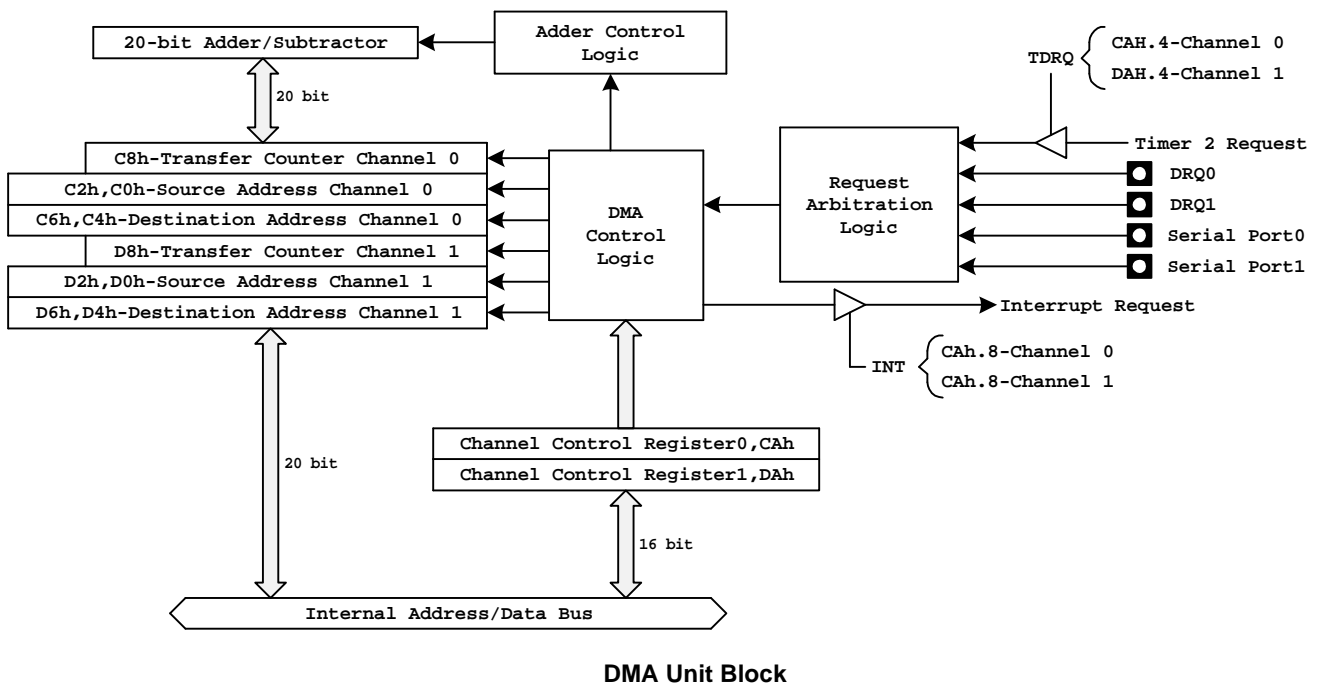 20-bit Adder/Subtractor
Adder Control
Logic
TDRQ
CAH.4-Channel 0
DAH.4-Channel 1
20 bit
C8h-Transfer Counter Channel 0
C2h,C0h-Source Address Channel 0
C6h,C4h-Destination Address Channel 0
D8h-Transfer Counter Channel 1
D2h,D0h-Source Address Channel 1
D6h,D4h-Destination Address Channel 1
DMA
Control
Logic
Request
Arbitration
Logic
Timer 2 Request
DRQ0
DRQ1
Serial Port0
Serial Port1
Interrupt Request
INT
CAh.8-Channel 0
CAh.8-Channel 1
Channel Control Register0,CAh
Channel Control Register1,DAh
20 bit
16 bit
Internal Address/Data Bus
DMA Unit Block